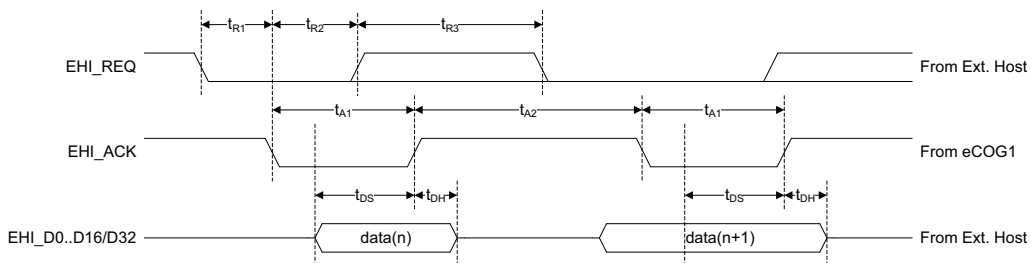 tR1 tR2 tR3
EHI_REQ From Ext. Host
tA1 tA2 tA1
EHI_ACK From eCOG1
tDS tDH tDS tDH
EHI_D0..D16/D32 data(n) data(n+1) From Ext. Host